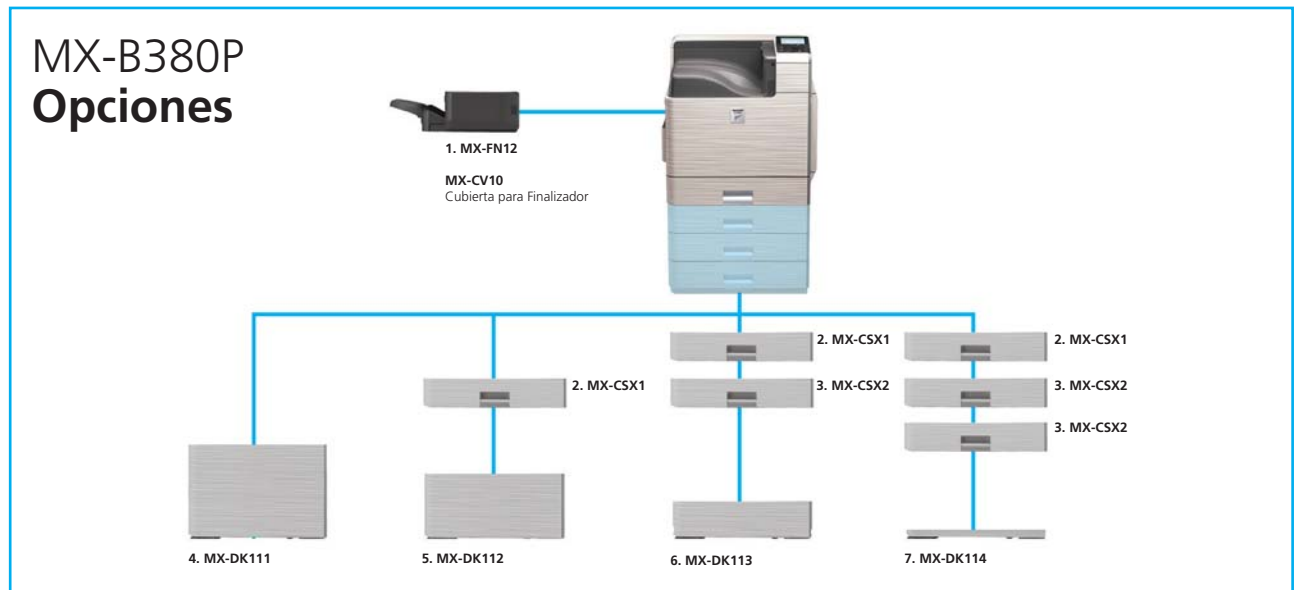 MX-B380P
Opciones
1. MX-FN12
MX-CV10
Cubierta para Finalizador
2. MX-CSX1
2. MX-CSX1
2. MX-CSX1
3. MX-CSX2
3. MX-CSX2
3. MX-CSX2
4. MX-DK111
5. MX-DK112
6. MX-DK113
7. MX-DK114